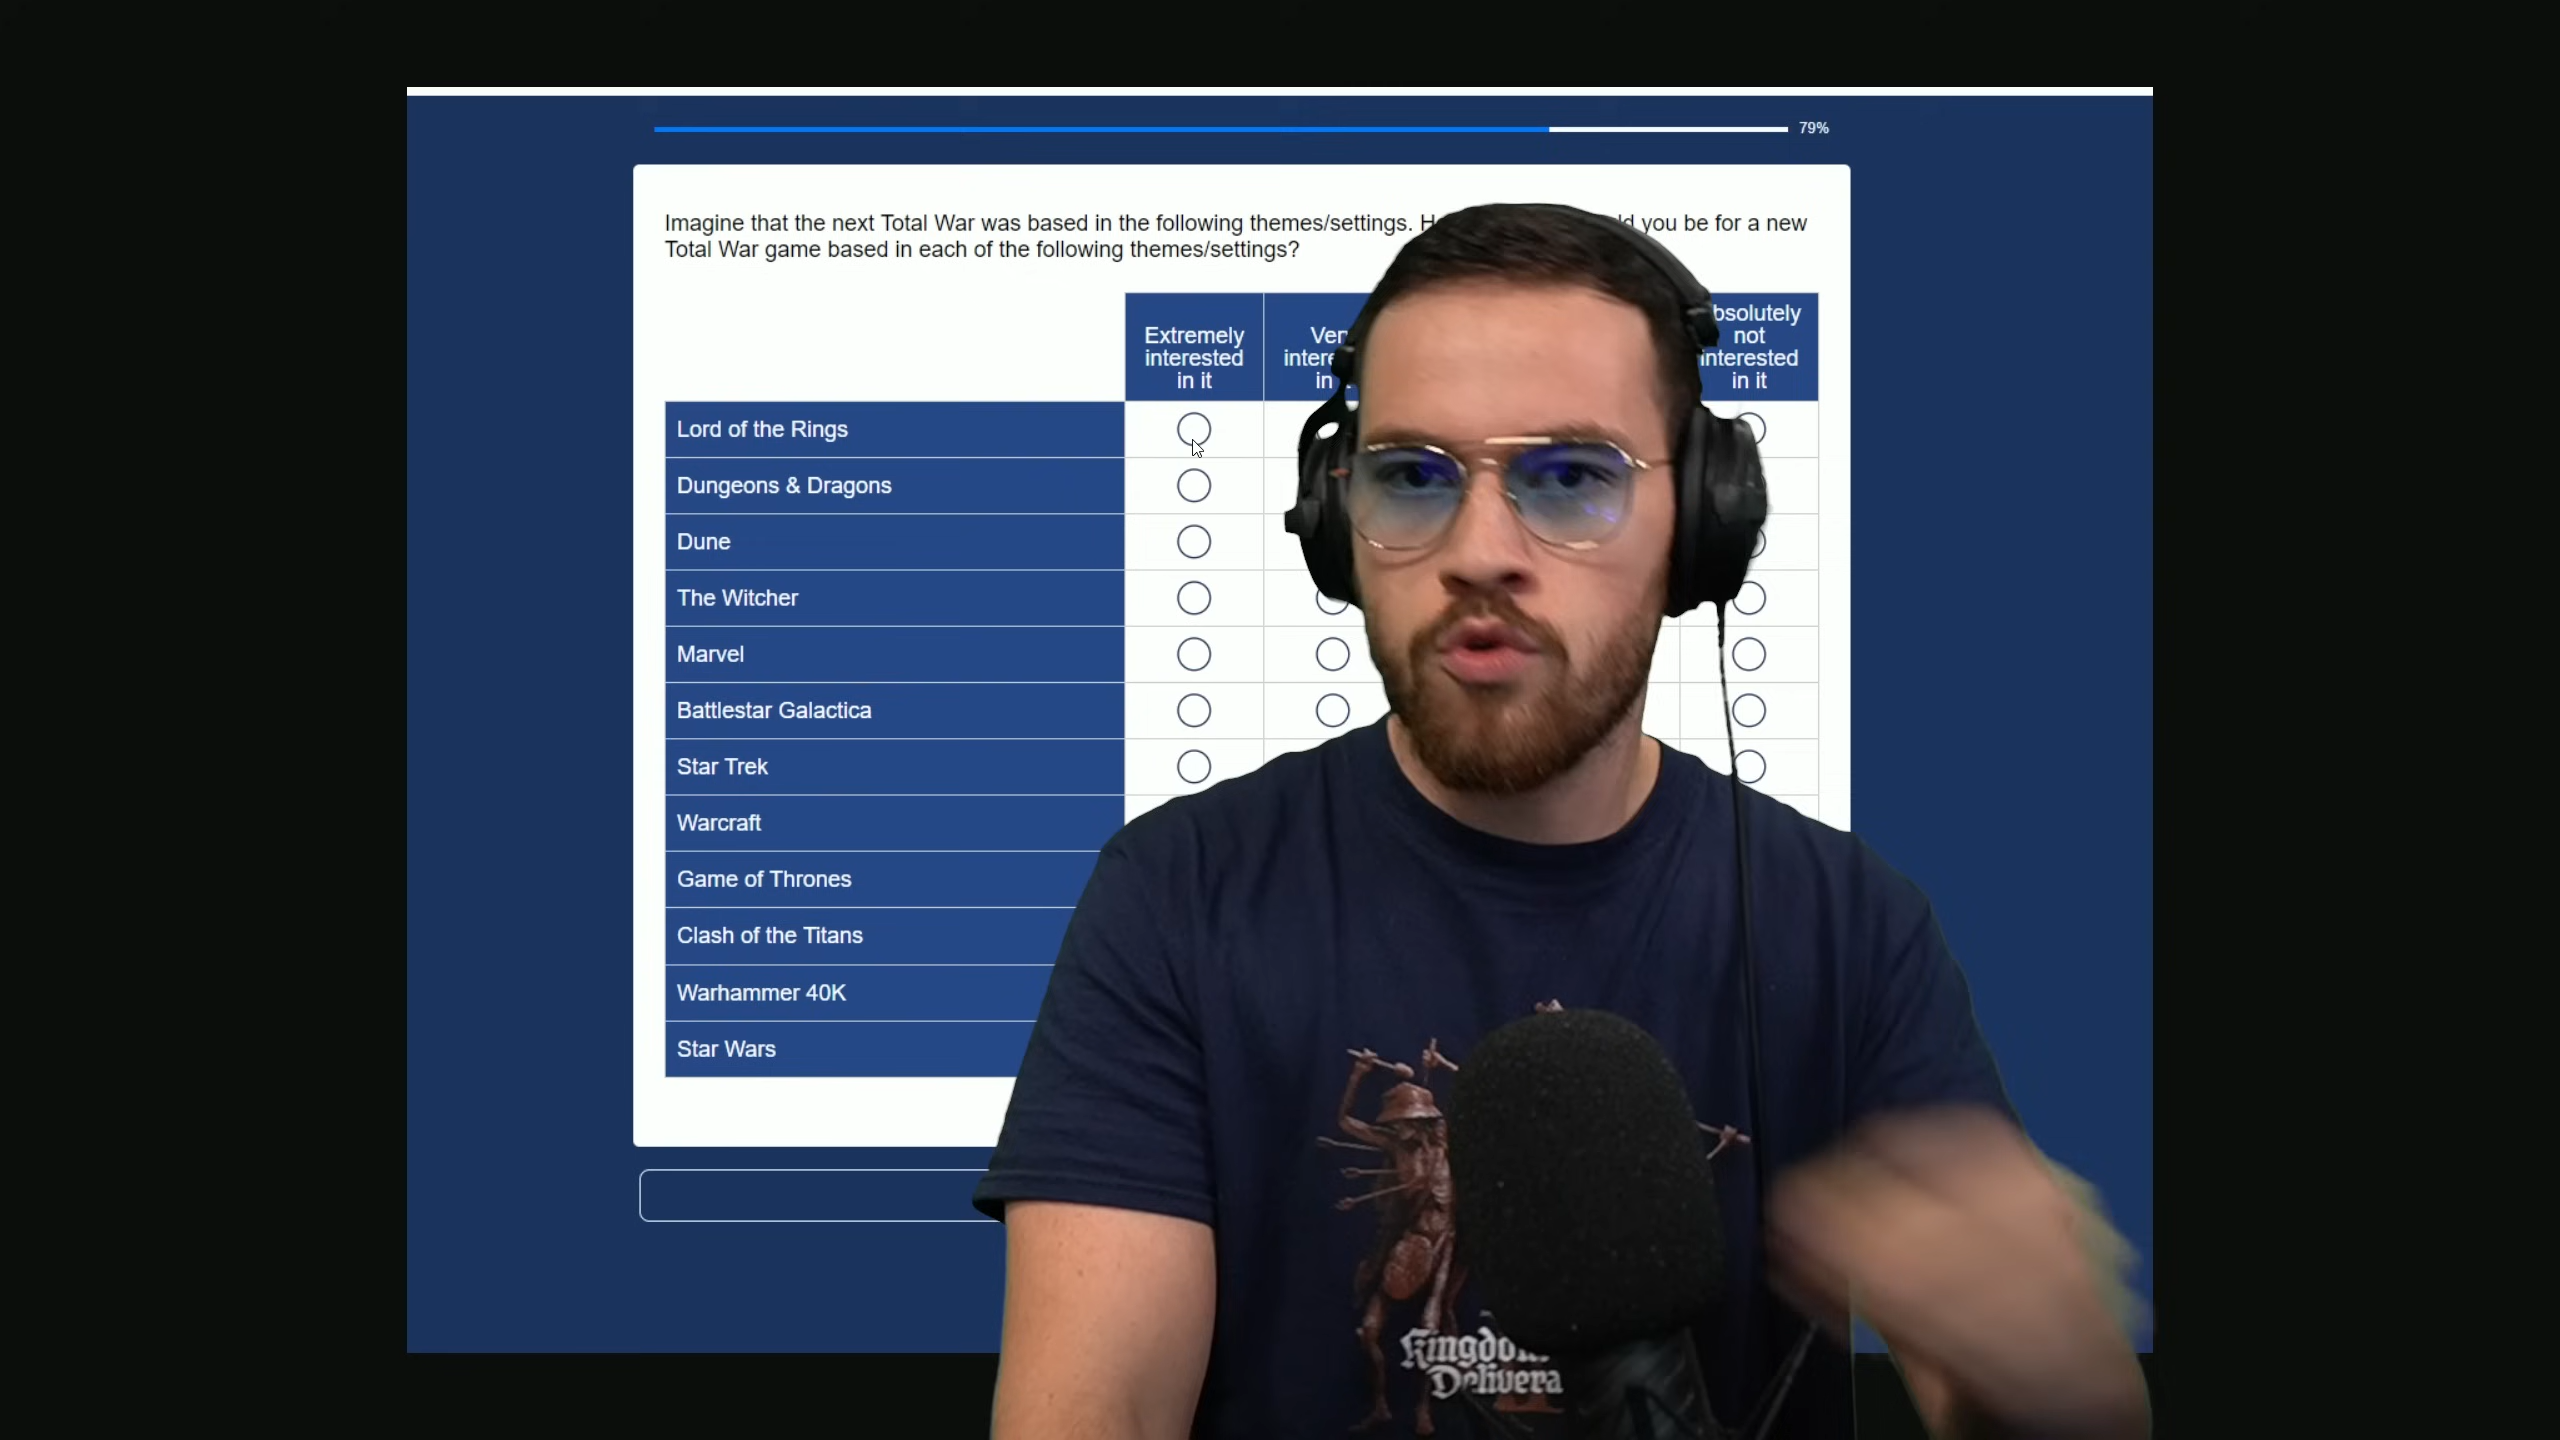 79%
Imagine that the next Total War was based in the following themes/settings. you be for a new
Total War game based in each of the following themes/settings?
Extremely
interested
in it
in
not
interested
in it
Lord of the Rings
Dungeons & Dragons
Dune
The Witcher
Marvel
Battlestar Galactica
Star Trek
Warcraft
Game of Thrones
Clash of the Titans
Warhammer 40K
Star Wars